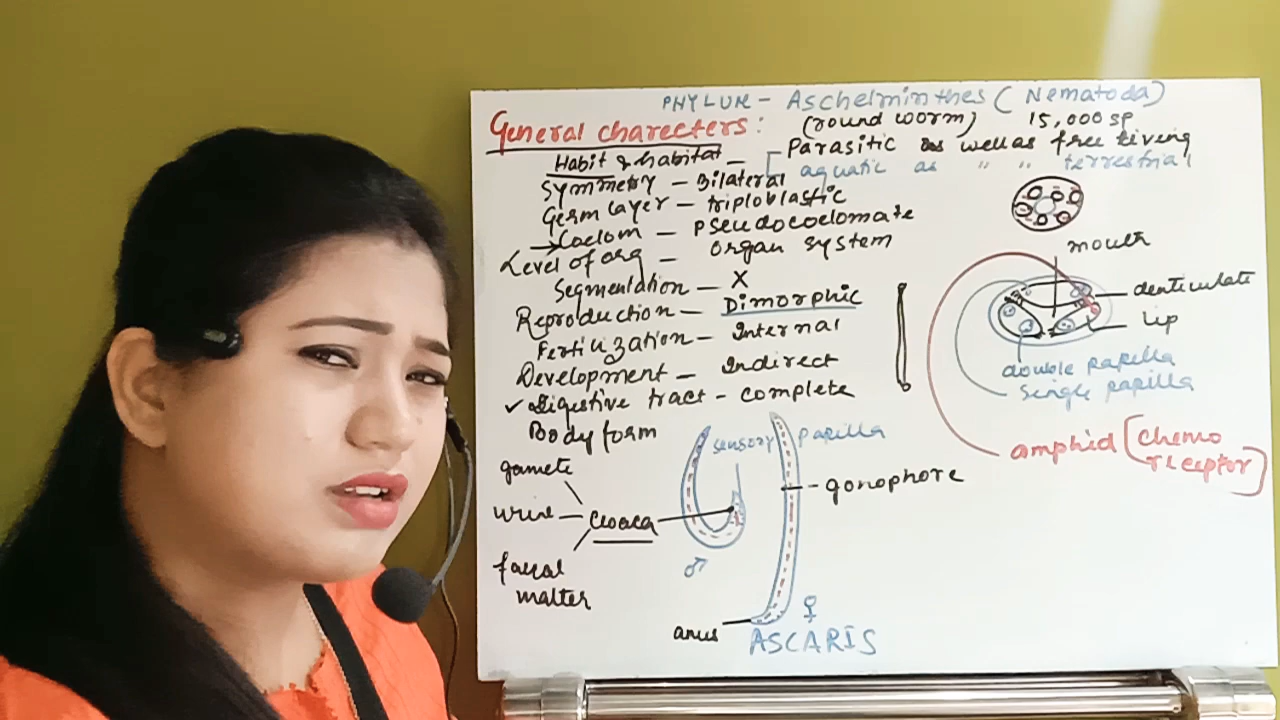 PHYLUM - Aschelminthes (Nematoda)
General charecters: (round worm) 15,000 sp
Habit & habitat - Parasitic as well as free living
aquatic as " " terrestrial
Symmetry - Bilateral
Germ layer - triploblastic
Coelom - pseudocoelomate
Level of org - organ system
Segmentation - X
Reproduction - Dimorphic
Fertilization - Internal
Development - Indirect
✓ Digestive tract - complete
Body form
mouth
denticulate
Lip
double papilla
single papilla
amphid [chemo receptor]
sensory papilla
gonophore
gamete
urine
cloaca
faecal
matter
♂
anus
♀
ASCARIS